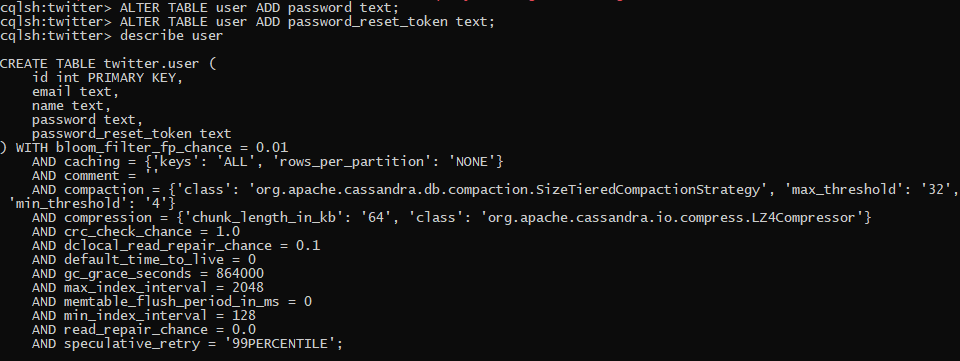 cqlsh:twitter> ALTER TABLE user ADD password text;
cqlsh:twitter> ALTER TABLE user ADD password_reset_token text;
cqlsh:twitter> describe user

CREATE TABLE twitter.user (
    id int PRIMARY KEY,
    email text,
    name text,
    password text,
    password_reset_token text
) WITH bloom_filter_fp_chance = 0.01
    AND caching = {'keys': 'ALL', 'rows_per_partition': 'NONE'}
    AND comment = ''
    AND compaction = {'class': 'org.apache.cassandra.db.compaction.SizeTieredCompactionStrategy', 'max_threshold': '32',
 'min_threshold': '4'}
    AND compression = {'chunk_length_in_kb': '64', 'class': 'org.apache.cassandra.io.compress.LZ4Compressor'}
    AND crc_check_chance = 1.0
    AND dclocal_read_repair_chance = 0.1
    AND default_time_to_live = 0
    AND gc_grace_seconds = 864000
    AND max_index_interval = 2048
    AND memtable_flush_period_in_ms = 0
    AND min_index_interval = 128
    AND read_repair_chance = 0.0
    AND speculative_retry = '99PERCENTILE';